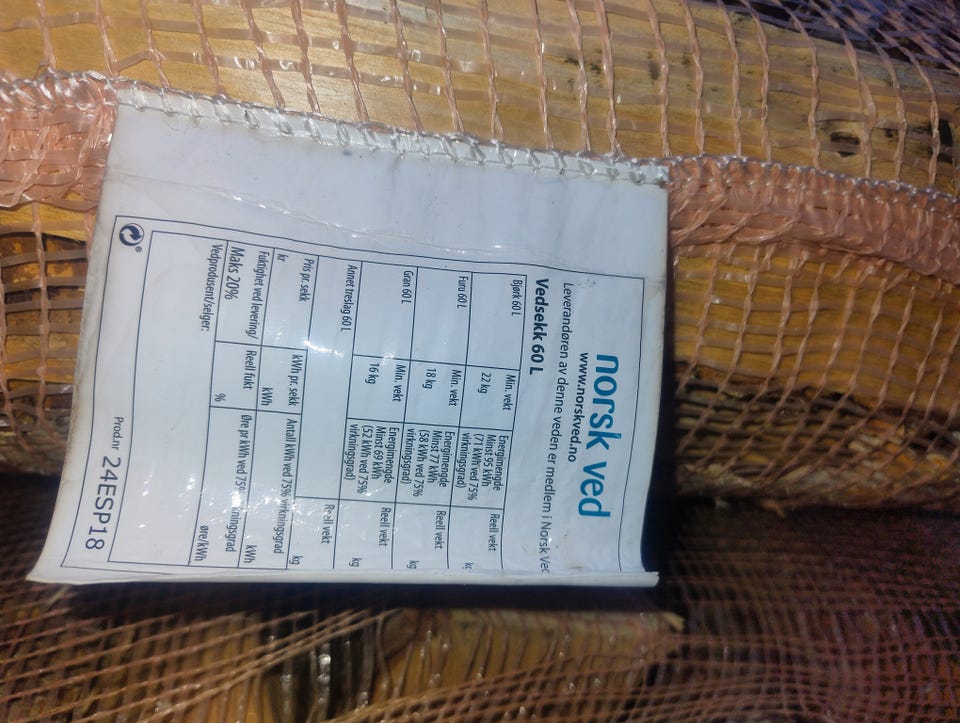 norsk ved
www.norskved.no
Leverandøren av denne veden er medlem i Norsk Ved
Vedsekk 60 L
Bjørk 60 L
Min. vekt
22 kg
Energimengde
Minst 95 kWh
(71 kWh ved 75%
virkningsgrad)
Reell vekt
kg
Furu 60 L
Min. vekt
18 kg
Energimengde
Minst 77 kWh
(58 kWh ved 75%
virkningsgrad)
Reell vekt
kg
Gran 60 L
Min. vekt
16 kg
Energimengde
Minst 69 kWh
(52 kWh ved 75%
virkningsgrad)
Reell vekt
kg
Annet treslag 60 L
Reell vekt
kg
Pris pr. sekk
kr
kWh pr. sekk
kWh
Antall kWh ved 75% virkningsgrad
kWh
Fuktighet ved levering/
Maks 20%
Reell fukt
%
Øre pr kWh ved 75% kningsgrad
øre/kWh
Vedprodusent/selger:
®
Prod.nr 24ESP18